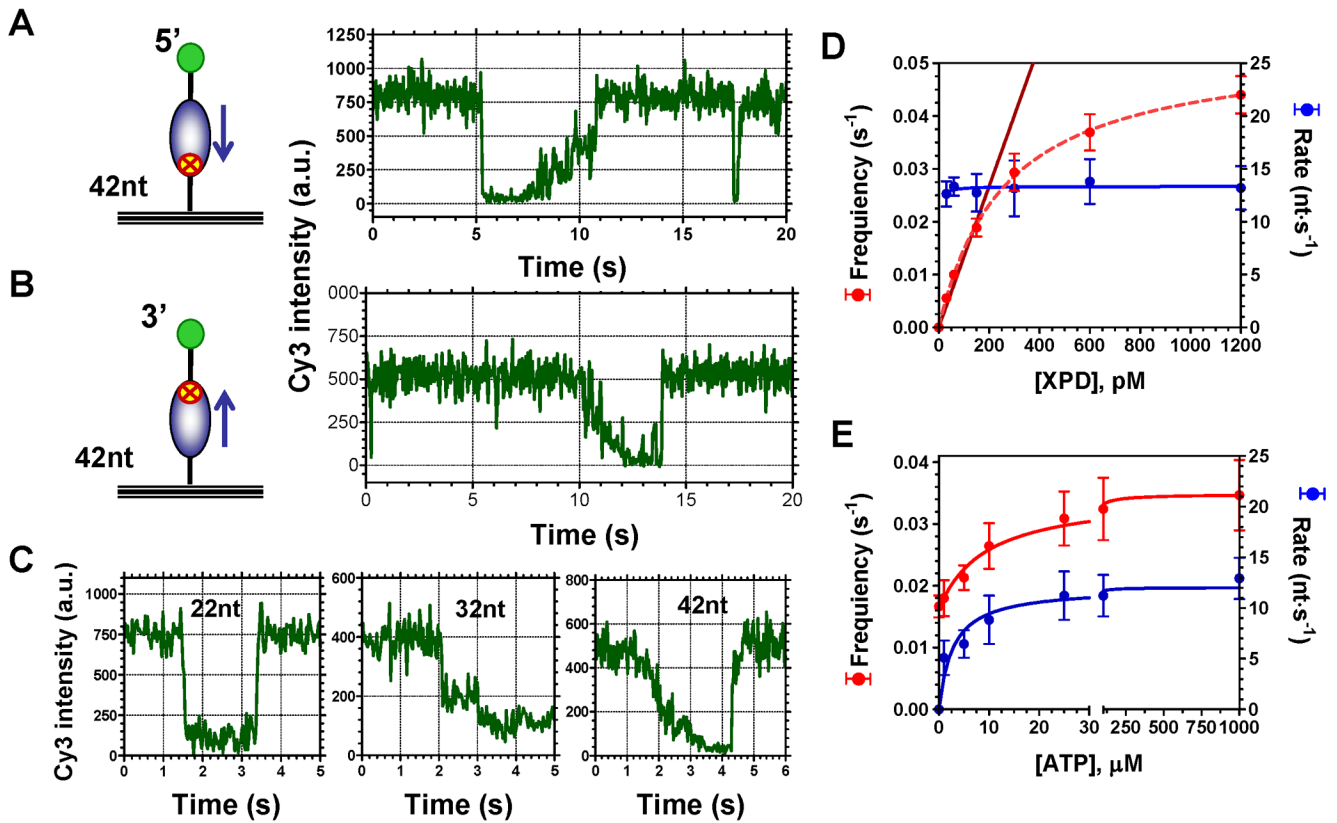 A
5’
42nt
Cy3 intensity (a.u.)
1250
1000
750
500
250
0
0 5 10 15 20
Time (s)
B
3’
42nt
000
750
500
250
0
0 5 10 15 20
Time (s)
C
Cy3 intensity (a.u.)
22nt
1000
750
500
250
0
0 1 2 3 4 5
Time (s)
32nt
600
400
200
0
0 1 2 3 4 5
Time (s)
42nt
800
600
400
200
0
0 1 2 3 4 5 6
Time (s)
D
Frequiency (s-1)
0.05
0.04
0.03
0.02
0.01
0.00
25
20
15
10
5
0
Rate (nt·s-1)
0 200 400 600 800 1000 1200
[XPD], pM
E
Frequency (s-1)
0.04
0.03
0.02
0.01
0.00
25
20
15
10
5
0
Rate (nt·s-1)
0 10 20 30 250 500 750 1000
[ATP], μM